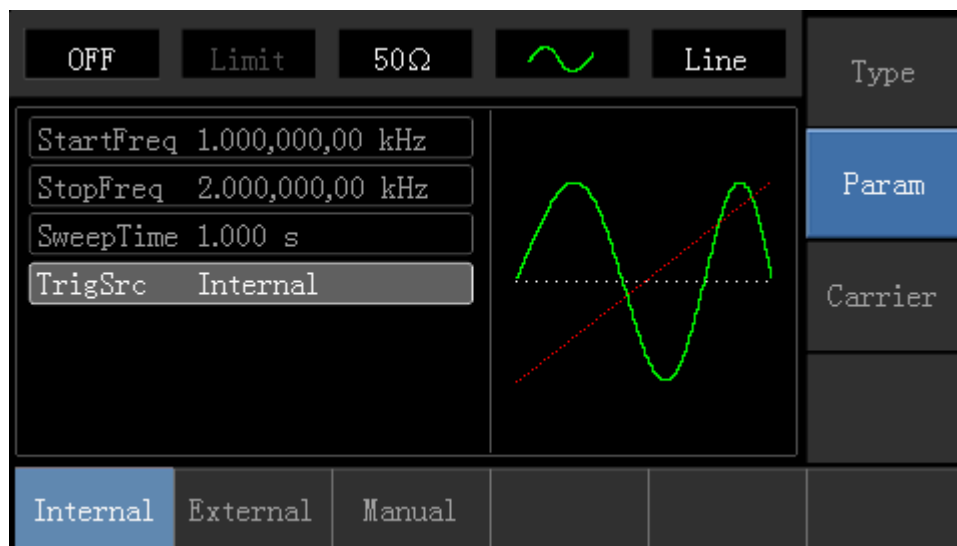 OFF Limit 50Ω Line
Type
StartFreq 1.000,000,00 kHz
StopFreq 2.000,000,00 kHz
Param
SweepTime 1.000 s
TrigSrc Internal
Carrier
Internal External Manual